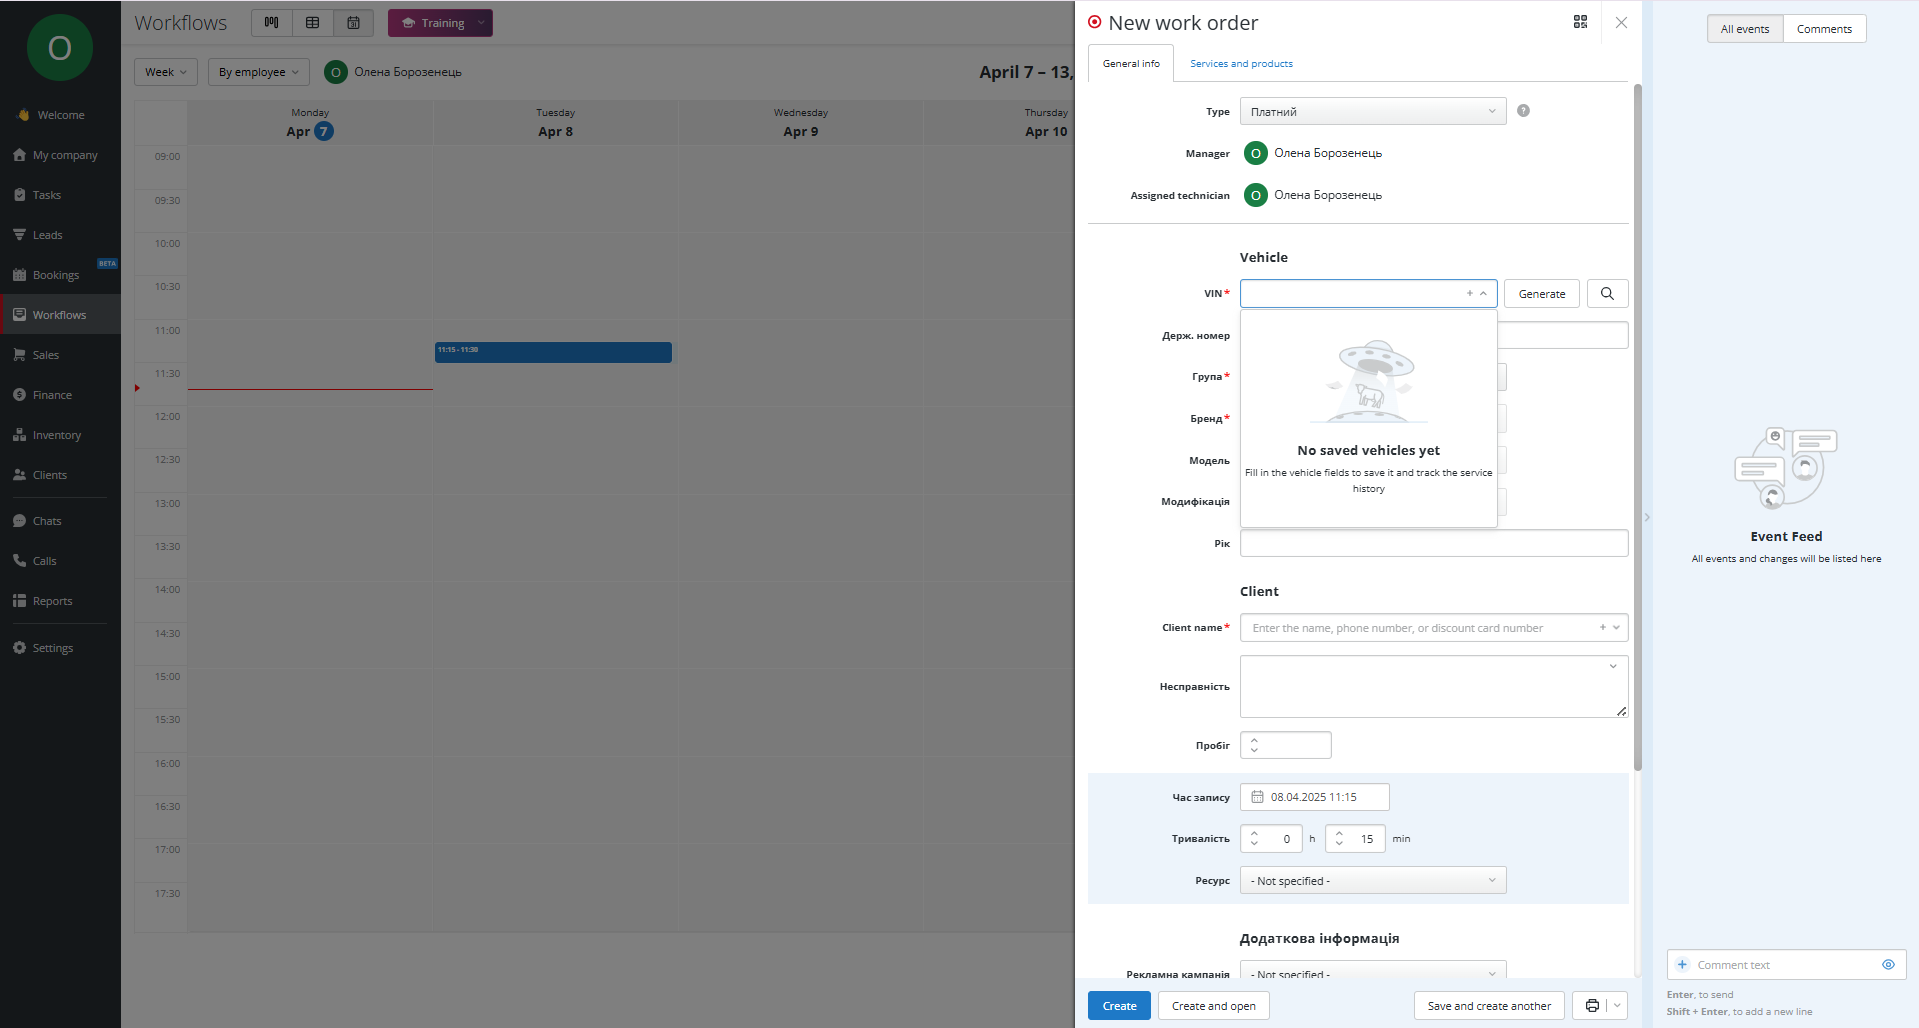 O
Welcome
My company
Tasks
Leads
BETA
Bookings
Workflows
Sales
Finance
Inventory
Clients
Chats
Calls
Reports
Settings
Workflows
Training
Week
By employee
O
Олена Борозенець
April 7 – 13,
Monday
Apr 7
Tuesday
Apr 8
Wednesday
Apr 9
Thursday
Apr 10
09:00
09:30
10:00
10:30
11:00
11:15 - 11:30
11:30
12:00
12:30
13:00
13:30
14:00
14:30
15:00
15:30
16:00
16:30
17:00
17:30
New work order
General info
Services and products
Type
Платний
?
Manager
O
Олена Борозенець
Assigned technician
O
Олена Борозенець
Vehicle
VIN*
Generate
Держ. номер
Група*
Бренд*
Модель
Модифікація
No saved vehicles yet
Fill in the vehicle fields to save it and track the service
history
Рік
Client
Client name*
Enter the name, phone number, or discount card number
Несправність
Пробіг
Час запису
08.04.2025 11:15
Тривалість
0 h
15 min
Ресурс
- Not specified -
Додаткова інформація
Рекламна кампанія
- Not specified -
Create
Create and open
Save and create another
All events
Comments
Event Feed
All events and changes will be listed here
Comment text
Enter, to send
Shift + Enter, to add a new line